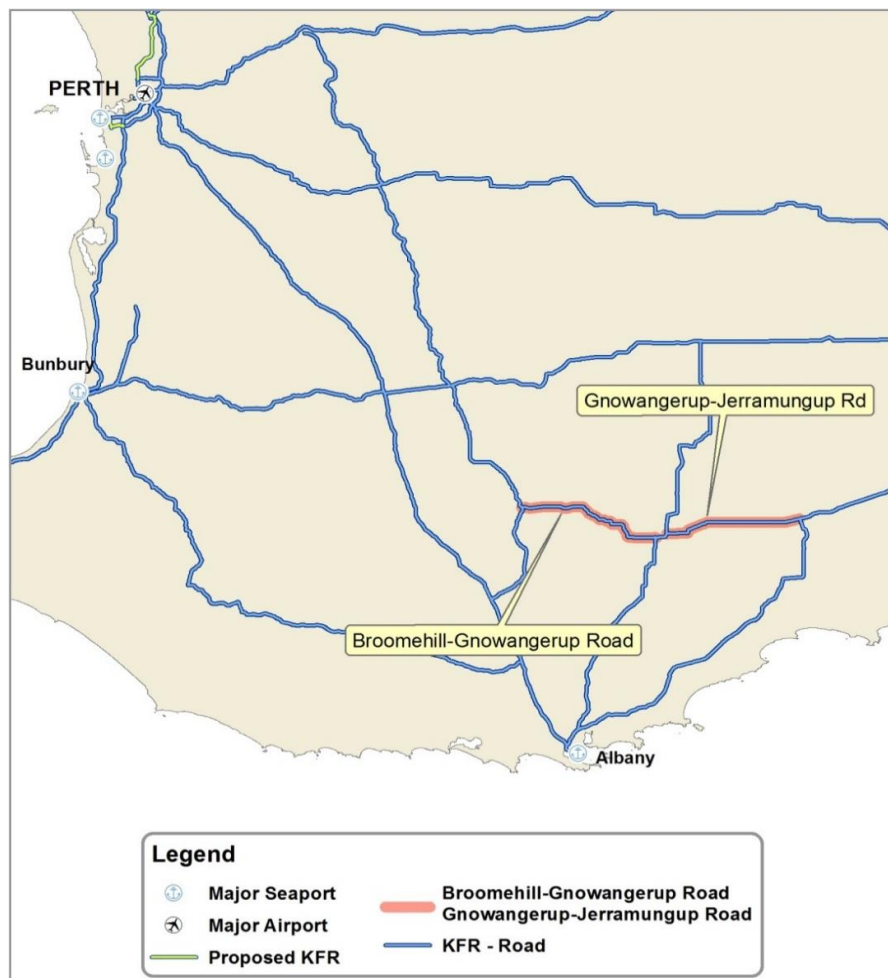 PERTH
Bunbury
Gnowangerup-Jerramungup Rd
Broomehill-Gnowangerup Road
Albany
Legend
Major Seaport
Major Airport
Proposed KFR
Broomehill-Gnowangerup Road
Gnowangerup-Jerramungup Road
KFR - Road